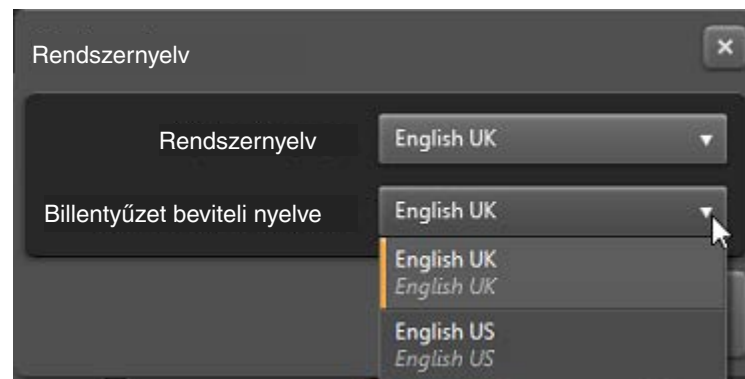 Rendszernyelv
Rendszernyelv English UK
Billentyűzet beviteli nyelve English UK
English UK
English UK
English US
English US